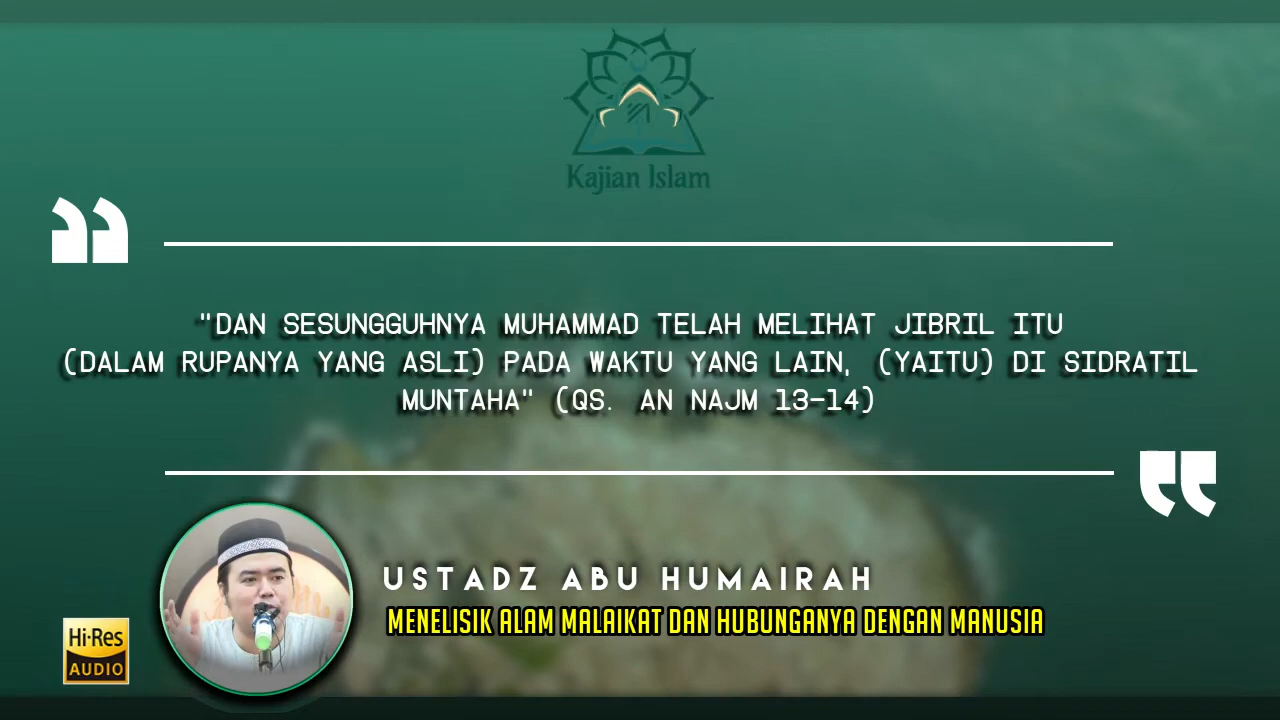 Kajian Islam
"DAN SESUNGGUHNYA MUHAMMAD TELAH MELIHAT JIBRIL ITU
(DALAM RUPANYA YANG ASLI) PADA WAKTU YANG LAIN, (YAITU) DI SIDRATIL
MUNTAHA" (QS. AN NAJM 13-14)
USTADZ ABU HUMAIRAH
MENELISIK ALAM MALAIKAT DAN HUBUNGANYA DENGAN MANUSIA
Hi-Res
AUDIO